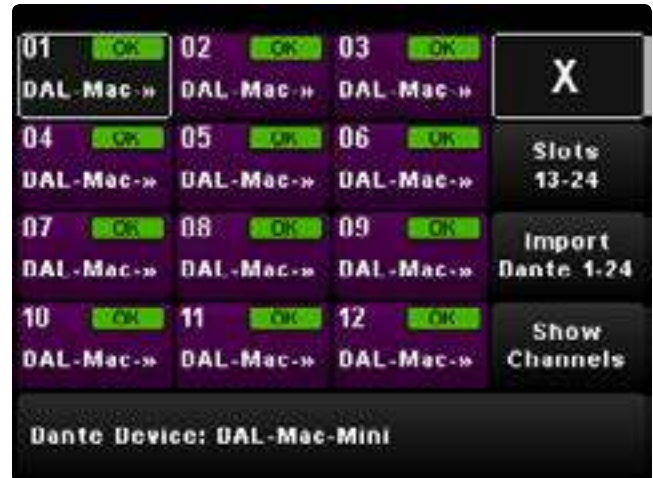 01 OK 02 OK 03 OK
DAL-Mac-» DAL-Mac-» DAL-Mac-» X
04 OK 05 OK 06 OK Slots
DAL-Mac-» DAL-Mac-» DAL-Mac-» 13-24
07 OK 08 OK 09 OK Import
DAL-Mac-» DAL-Mac-» DAL-Mac-» Dante 1-24
10 OK 11 OK 12 OK Show
DAL-Mac-» DAL-Mac-» DAL-Mac-» Channels
Dante Device: DAL-Mac-Mini